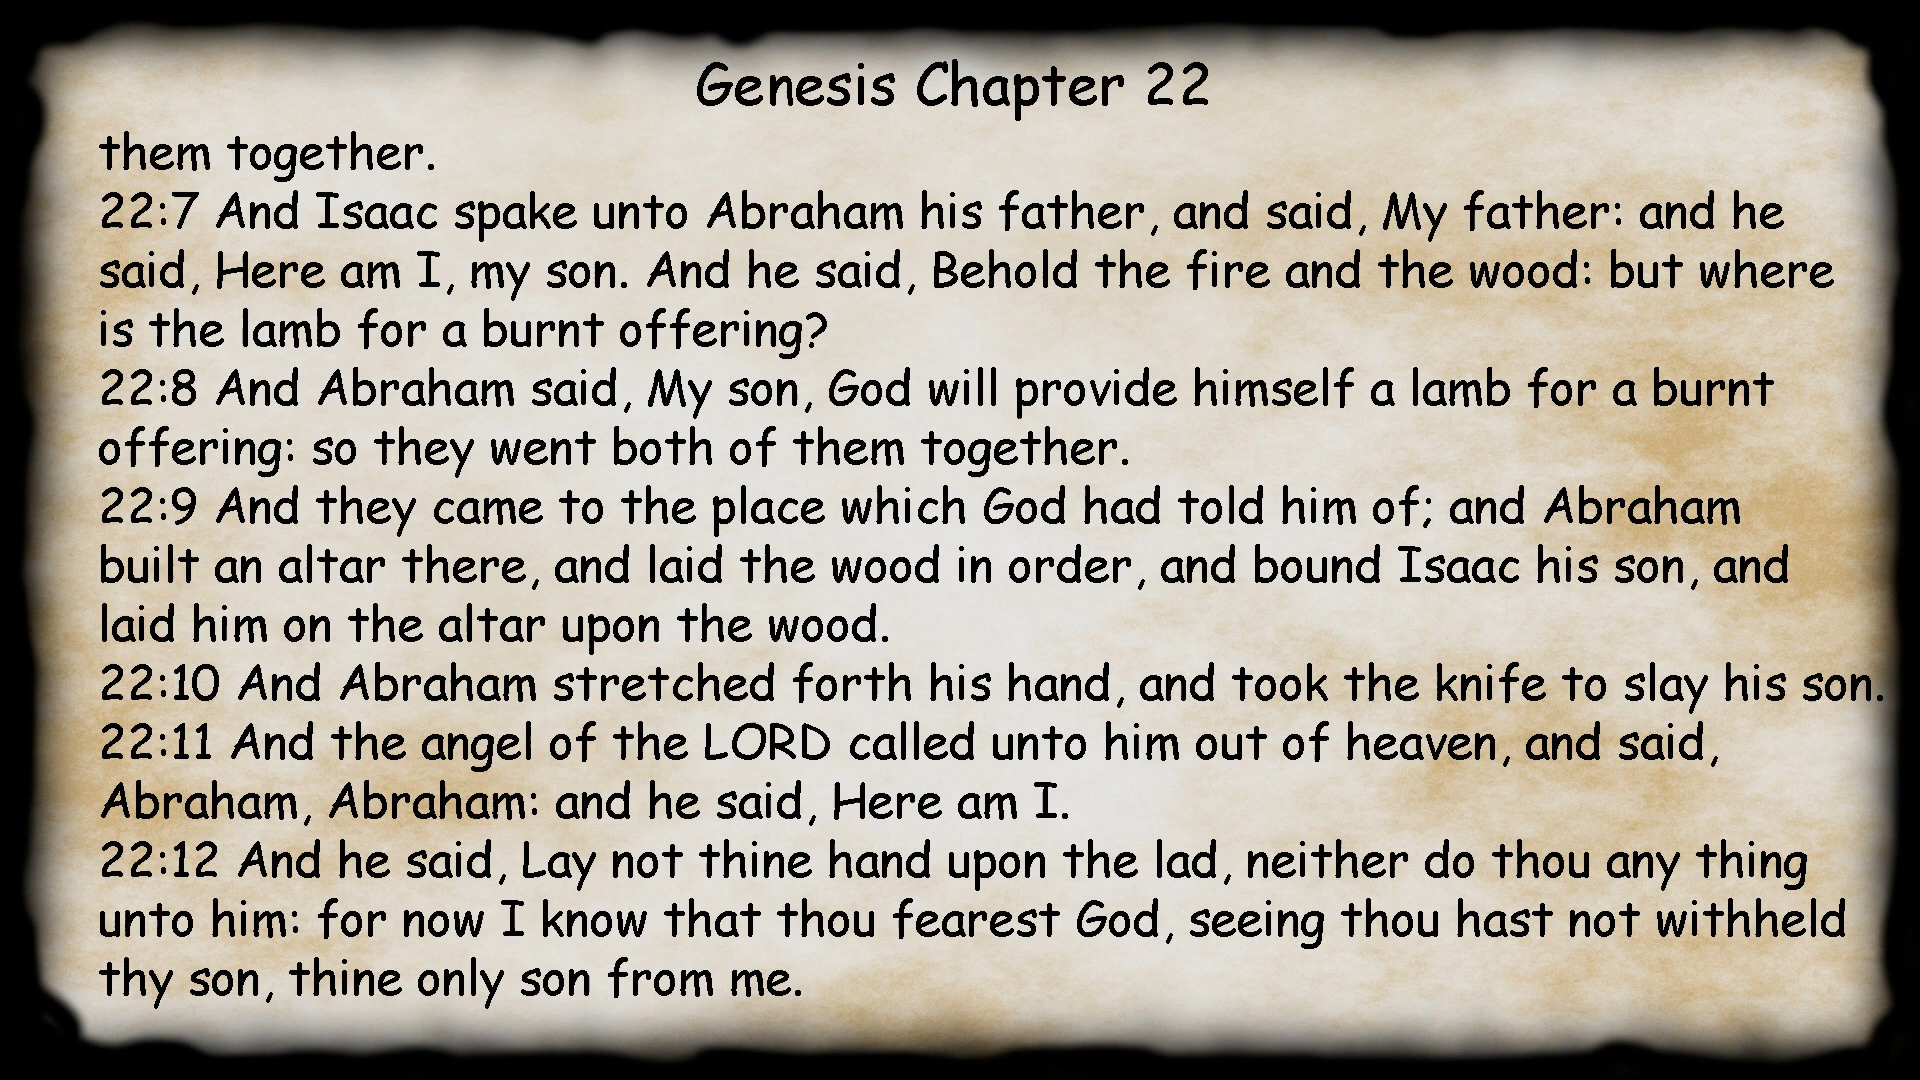 Genesis Chapter 22
them together.
22:7 And Isaac spake unto Abraham his father, and said, My father: and he
said, Here am I, my son. And he said, Behold the fire and the wood: but where
is the lamb for a burnt offering?
22:8 And Abraham said, My son, God will provide himself a lamb for a burnt
offering: so they went both of them together.
22:9 And they came to the place which God had told him of; and Abraham
built an altar there, and laid the wood in order, and bound Isaac his son, and
laid him on the altar upon the wood.
22:10 And Abraham stretched forth his hand, and took the knife to slay his son.
22:11 And the angel of the LORD called unto him out of heaven, and said,
Abraham, Abraham: and he said, Here am I.
22:12 And he said, Lay not thine hand upon the lad, neither do thou any thing
unto him: for now I know that thou fearest God, seeing thou hast not withheld
thy son, thine only son from me.